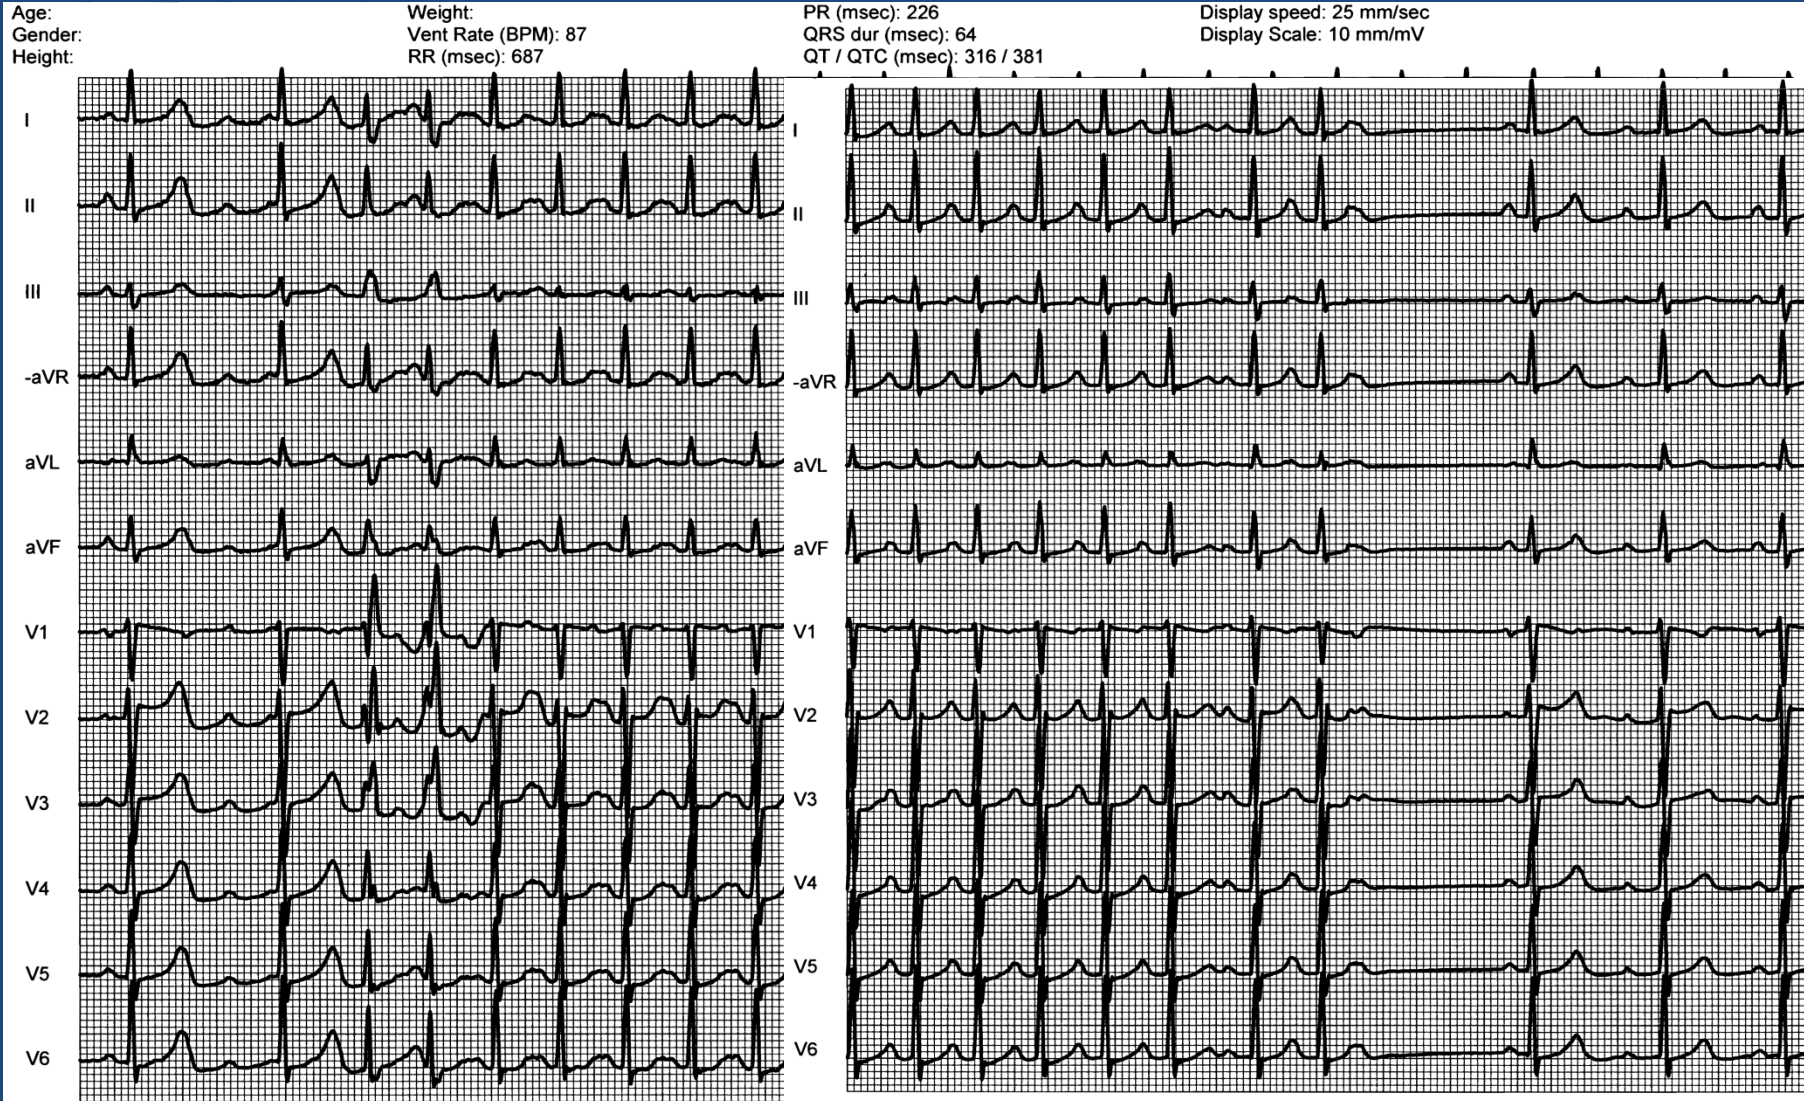 Age: Weight: PR (msec): 226 Display speed: 25 mm/sec
Gender: Vent Rate (BPM): 87 QRS dur (msec): 64 Display Scale: 10 mm/mV
Height: RR (msec): 687 QT / QTC (msec): 316 / 381
I
II
III
-aVR
aVL
aVF
V1
V2
V3
V4
V5
V6
I
II
III
-aVR
aVL
aVF
V1
V2
V3
V4
V5
V6